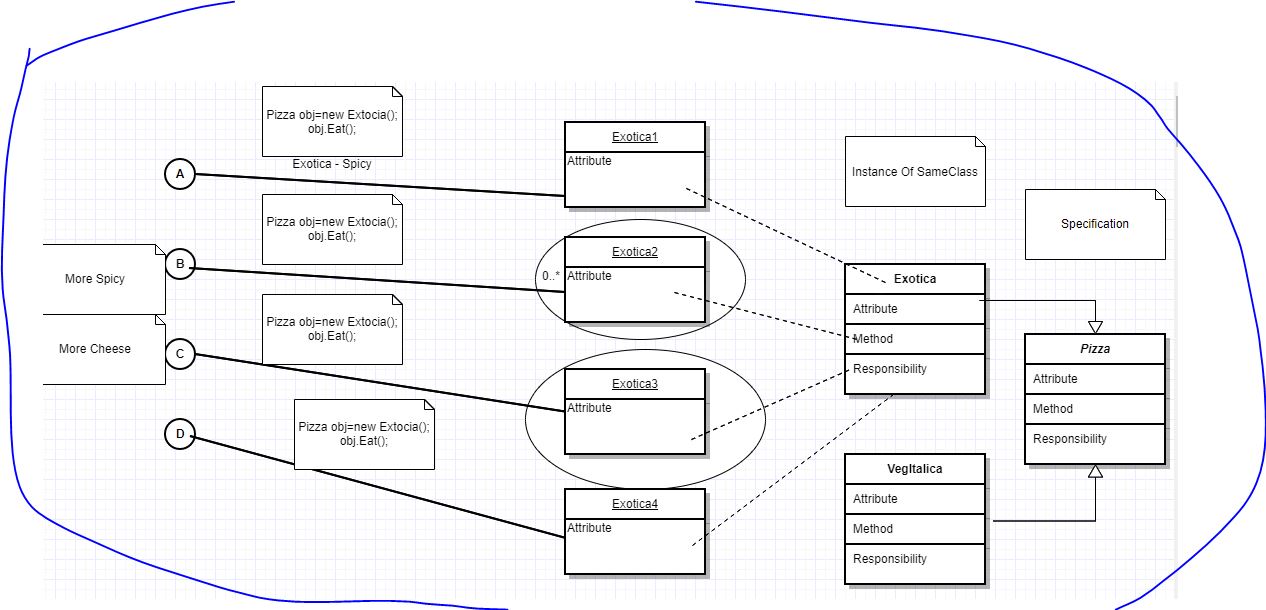 Pizza obj=new Extocia();
obj.Eat();
Exotica - Spicy
A
Pizza obj=new Extocia();
obj.Eat();
B
More Spicy
Pizza obj=new Extocia();
obj.Eat();
C
More Cheese
Pizza obj=new Extocia();
obj.Eat();
D
Exotica1
Attribute
Exotica2
0..*
Attribute
Exotica3
Attribute
Exotica4
Attribute
Instance Of SameClass
Specification
Exotica
Attribute
Method
Responsibility
Pizza
Attribute
Method
Responsibility
VegItalica
Attribute
Method
Responsibility